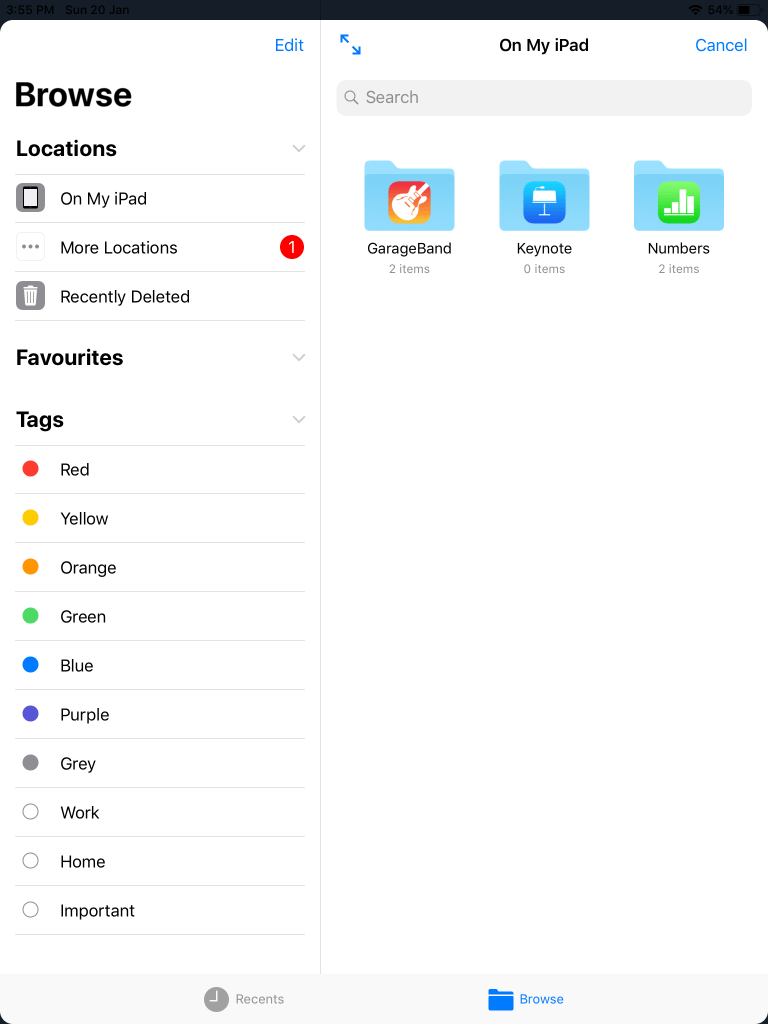 3:55 PM Sun 20 Jan
54%
Edit
Browse
Locations
On My iPad
More Locations
1
Recently Deleted
Favourites
Tags
Red
Yellow
Orange
Green
Blue
Purple
Grey
Work
Home
Important
On My iPad
Cancel
Search
GarageBand
Keynote
Numbers
2 items
0 items
2 items
Recents
Browse